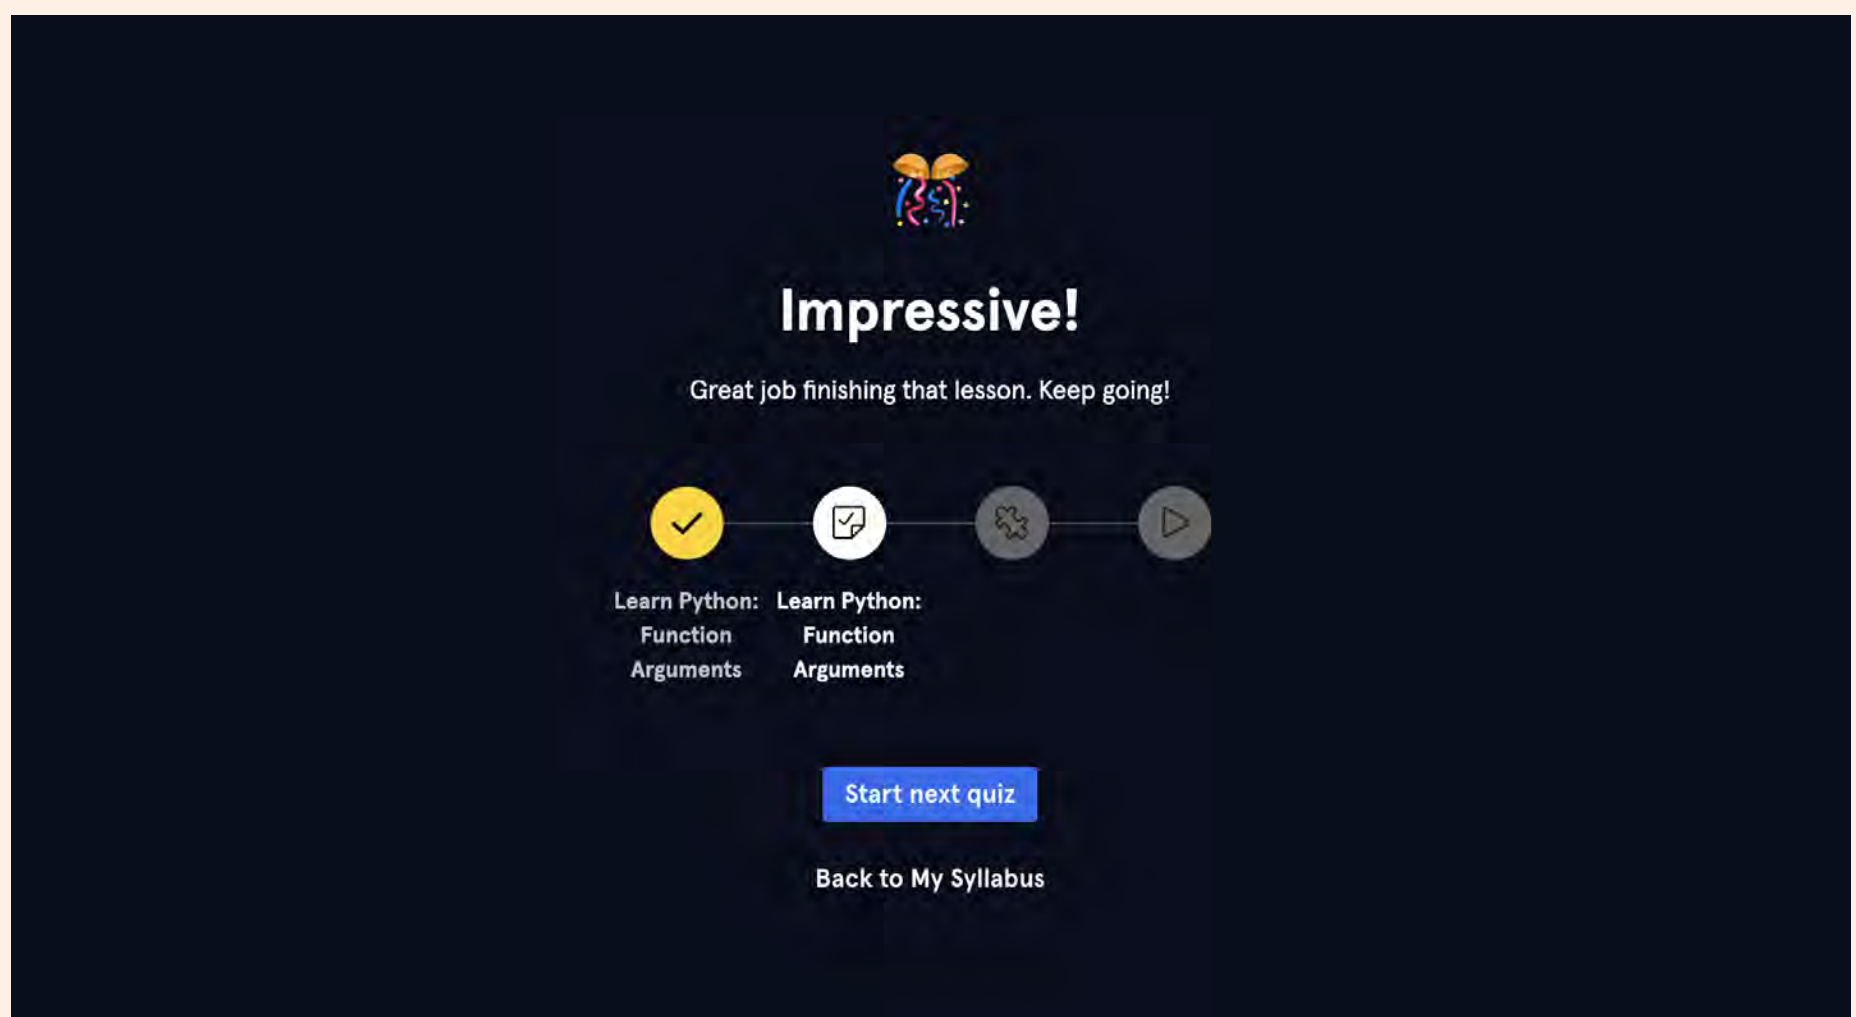 Impressive!
Great job finishing that lesson. Keep going!
Learn Python:
Function
Arguments
Learn Python:
Function
Arguments
Start next quiz
Back to My Syllabus